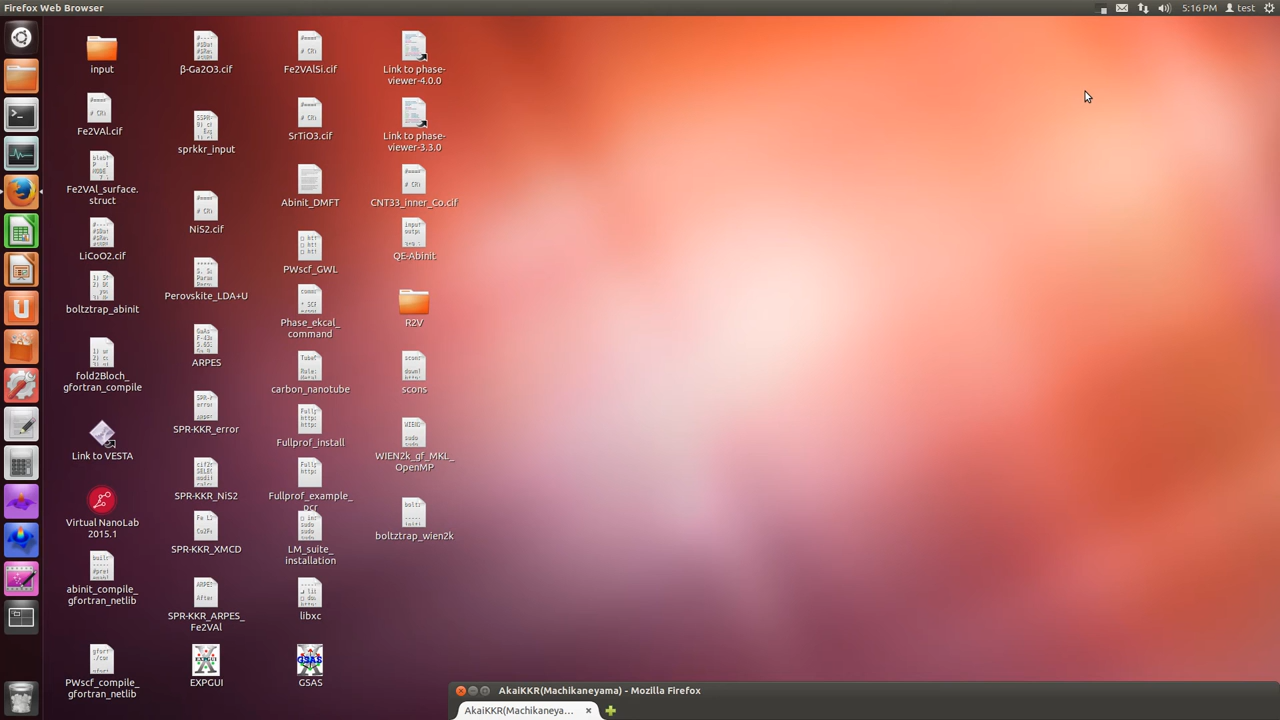 Firefox Web Browser
5:16 PM
test
input
Fe2VAl.cif
Fe2VAl_surface.
struct
LiCoO2.cif
boltztrap_abinit
fold2Bloch_
gfortran_compile
Link to VESTA
Virtual NanoLab
2015.1
abinit_compile_
gfortran_netlib
PWscf_compile_
gfortran_netlib
β-Ga2O3.cif
sprkkr_input
NiS2.cif
Perovskite_LDA+U
ARPES
SPR-KKR_error
SPR-KKR_NiS2
SPR-KKR_XMCD
SPR-KKR_ARPES_
Fe2VAl
EXPGUI
Fe2VAlSi.cif
SrTiO3.cif
Abinit_DMFT
PWscf_GWL
Phase_ekcal_
command
carbon_nanotube
Fullprof_install
Fullprof_example_
pcr
LM_suite_
installation
libxc
GSAS
Link to phase-
viewer-4.0.0
Link to phase-
viewer-3.3.0
CNT33_inner_Co.cif
QE-Abinit
R2V
scons
WIEN2k_gf_MKL_
OpenMP
boltztrap_wien2k
AkaiKKR(Machikaneyama) - Mozilla Firefox
AkaiKKR(Machikaneya...